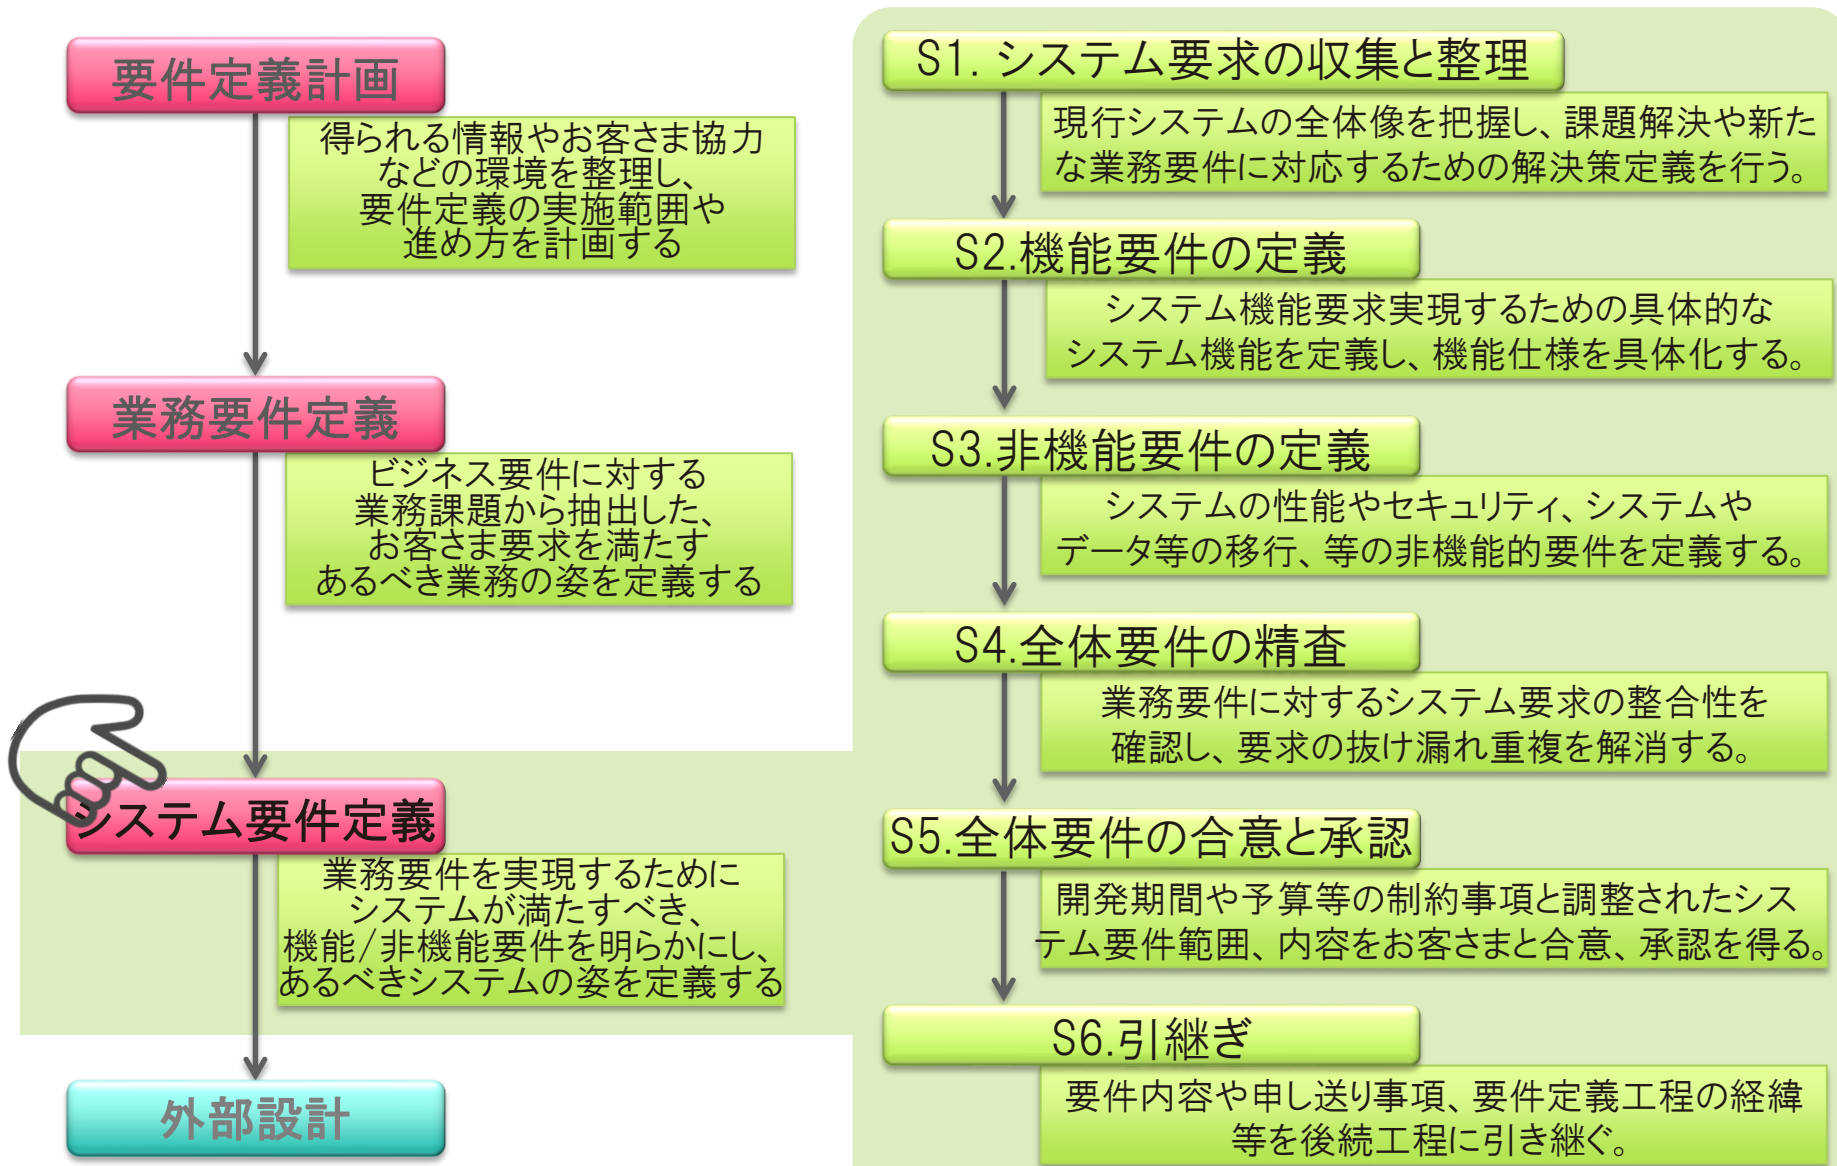 要件定義計画
得られる情報やお客さま協力
などの環境を整理し、
要件定義の実施範囲や
進め方を計画する
業務要件定義
ビジネス要件に対する
業務課題から抽出した、
お客さま要求を満たす
あるべき業務の姿を定義する
システム要件定義
業務要件を実現するために
システムが満たすべき、
機能/非機能要件を明らかにし、
あるべきシステムの姿を定義する
外部設計
S1. システム要求の収集と整理
現行システムの全体像を把握し、課題解決や新た
な業務要件に対応するための解決策定義を行う。
S2.機能要件の定義
システム機能要求実現するための具体的な
システム機能を定義し、機能仕様を具体化する。
S3.非機能要件の定義
システムの性能やセキュリティ、システムや
データ等の移行、等の非機能的要件を定義する。
S4.全体要件の精査
業務要件に対するシステム要求の整合性を
確認し、要求の抜け漏れ重複を解消する。
S5.全体要件の合意と承認
開発期間や予算等の制約事項と調整されたシス
テム要件範囲、内容をお客さまと合意、承認を得る。
S6.引継ぎ
要件内容や申し送り事項、要件定義工程の経緯
等を後続工程に引き継ぐ。